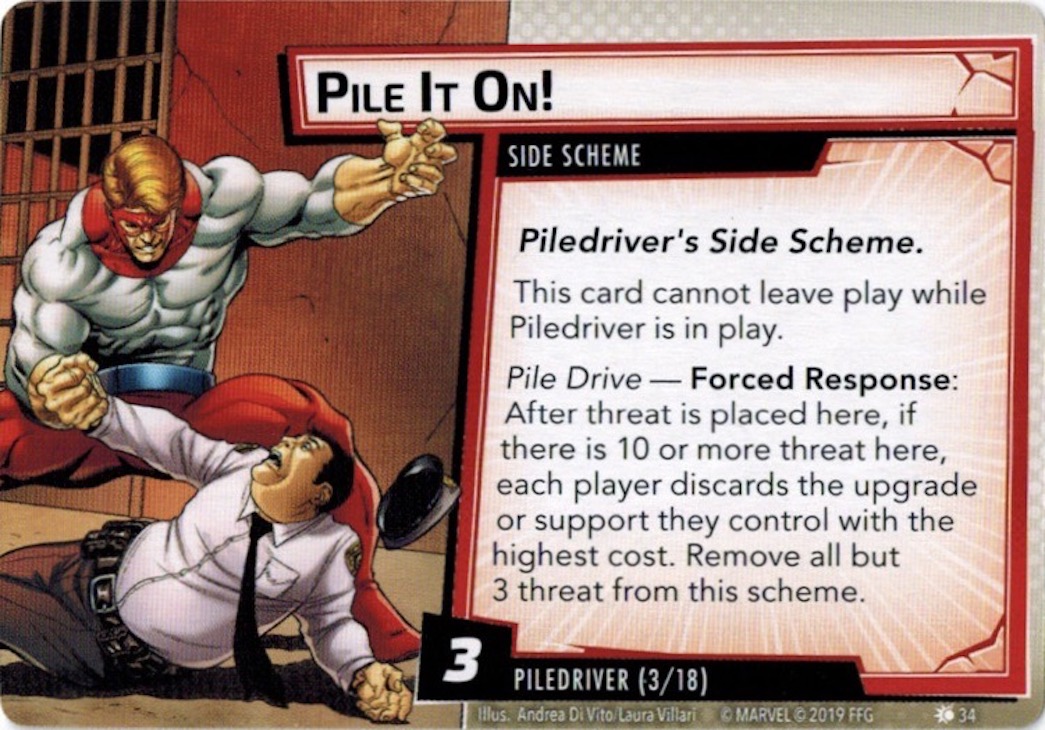 Pile It On!
SIDE SCHEME
Piledriver's Side Scheme.
This card cannot leave play while
Piledriver is in play.
Pile Drive — Forced Response:
After threat is placed here, if
there is 10 or more threat here,
each player discards the upgrade
or support they control with the
highest cost. Remove all but
3 threat from this scheme.
3
PILEDRIVER (3/18)
Illus. Andrea Di Vito/Laura Villari © MARVEL © 2019 FFG 34